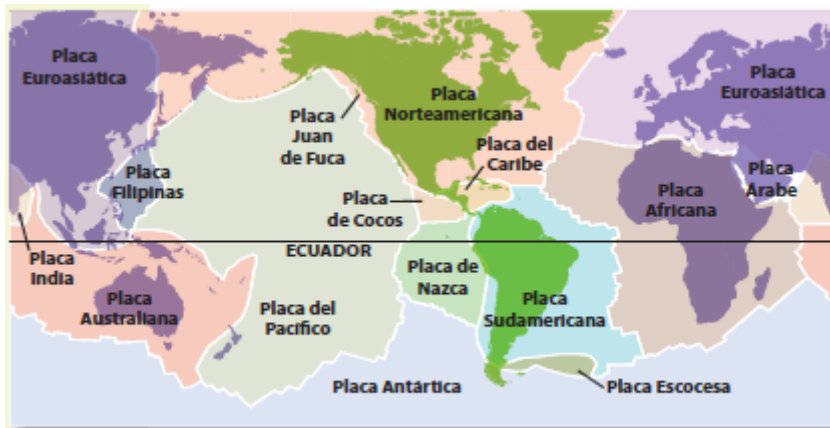 Placa
Euroasiática
Placa
Norteamericana
Placa
Euroasiática
Placa
Juan
de Fuca
Placa del
Caribe
Placa
Filipinas
Placa
de Cocos
Placa
Africana
Placa
Árabe
ECUADOR
Placa
India
Placa
Australiana
Placa de
Nazca
Placa
Sudamericana
Placa del
Pacífico
Placa Antártica
Placa Escocesa